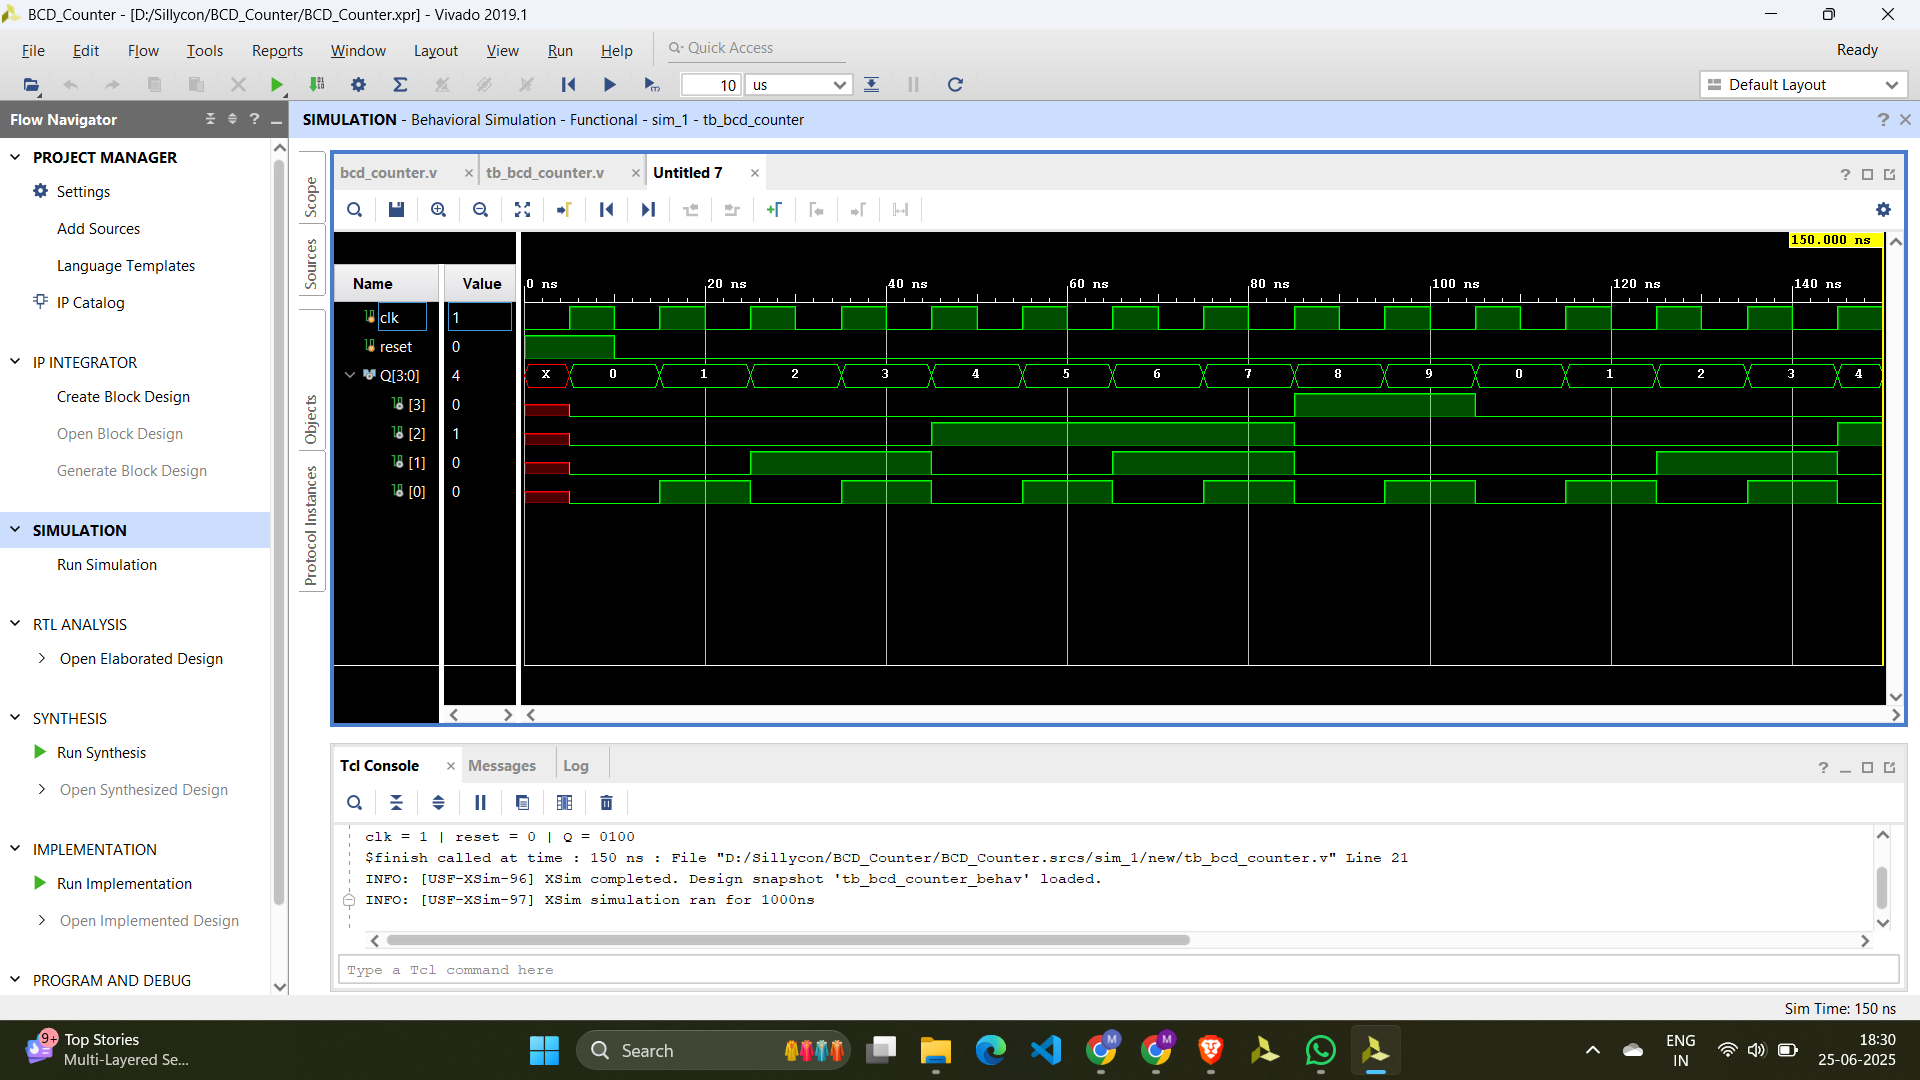 BCD_Counter - [D:/Sillycon/BCD_Counter/BCD_Counter.xpr] - Vivado 2019.1
File Edit Flow Tools Reports Window Layout View Run Help Quick Access Ready
10 us Default Layout
Flow Navigator
SIMULATION - Behavioral Simulation - Functional - sim_1 - tb_bcd_counter
PROJECT MANAGER
Settings
Add Sources
Language Templates
IP Catalog
IP INTEGRATOR
Create Block Design
Open Block Design
Generate Block Design
SIMULATION
Run Simulation
RTL ANALYSIS
Open Elaborated Design
SYNTHESIS
Run Synthesis
Open Synthesized Design
IMPLEMENTATION
Run Implementation
Open Implemented Design
PROGRAM AND DEBUG
Scope
Sources
Objects
Protocol Instances
bcd_counter.v tb_bcd_counter.v Untitled 7
150.000 ns
Name Value 0 ns 20 ns 40 ns 60 ns 80 ns 100 ns 120 ns 140 ns
clk 1
reset 0
Q[3:0] 4 X 0 1 2 3 4 5 6 7 8 9 0 1 2 3 4
[3] 0
[2] 1
[1] 0
[0] 0
Tcl Console Messages Log
clk = 1 | reset = 0 | Q = 0100
$finish called at time : 150 ns : File "D:/Sillycon/BCD_Counter/BCD_Counter.srcs/sim_1/new/tb_bcd_counter.v" Line 21
INFO: [USF-XSim-96] XSim completed. Design snapshot 'tb_bcd_counter_behav' loaded.
INFO: [USF-XSim-97] XSim simulation ran for 1000ns
Type a Tcl command here
Sim Time: 150 ns
9+ Top Stories
Multi-Layered Se...
Search
M M
ENG
IN
18:30
25-06-2025